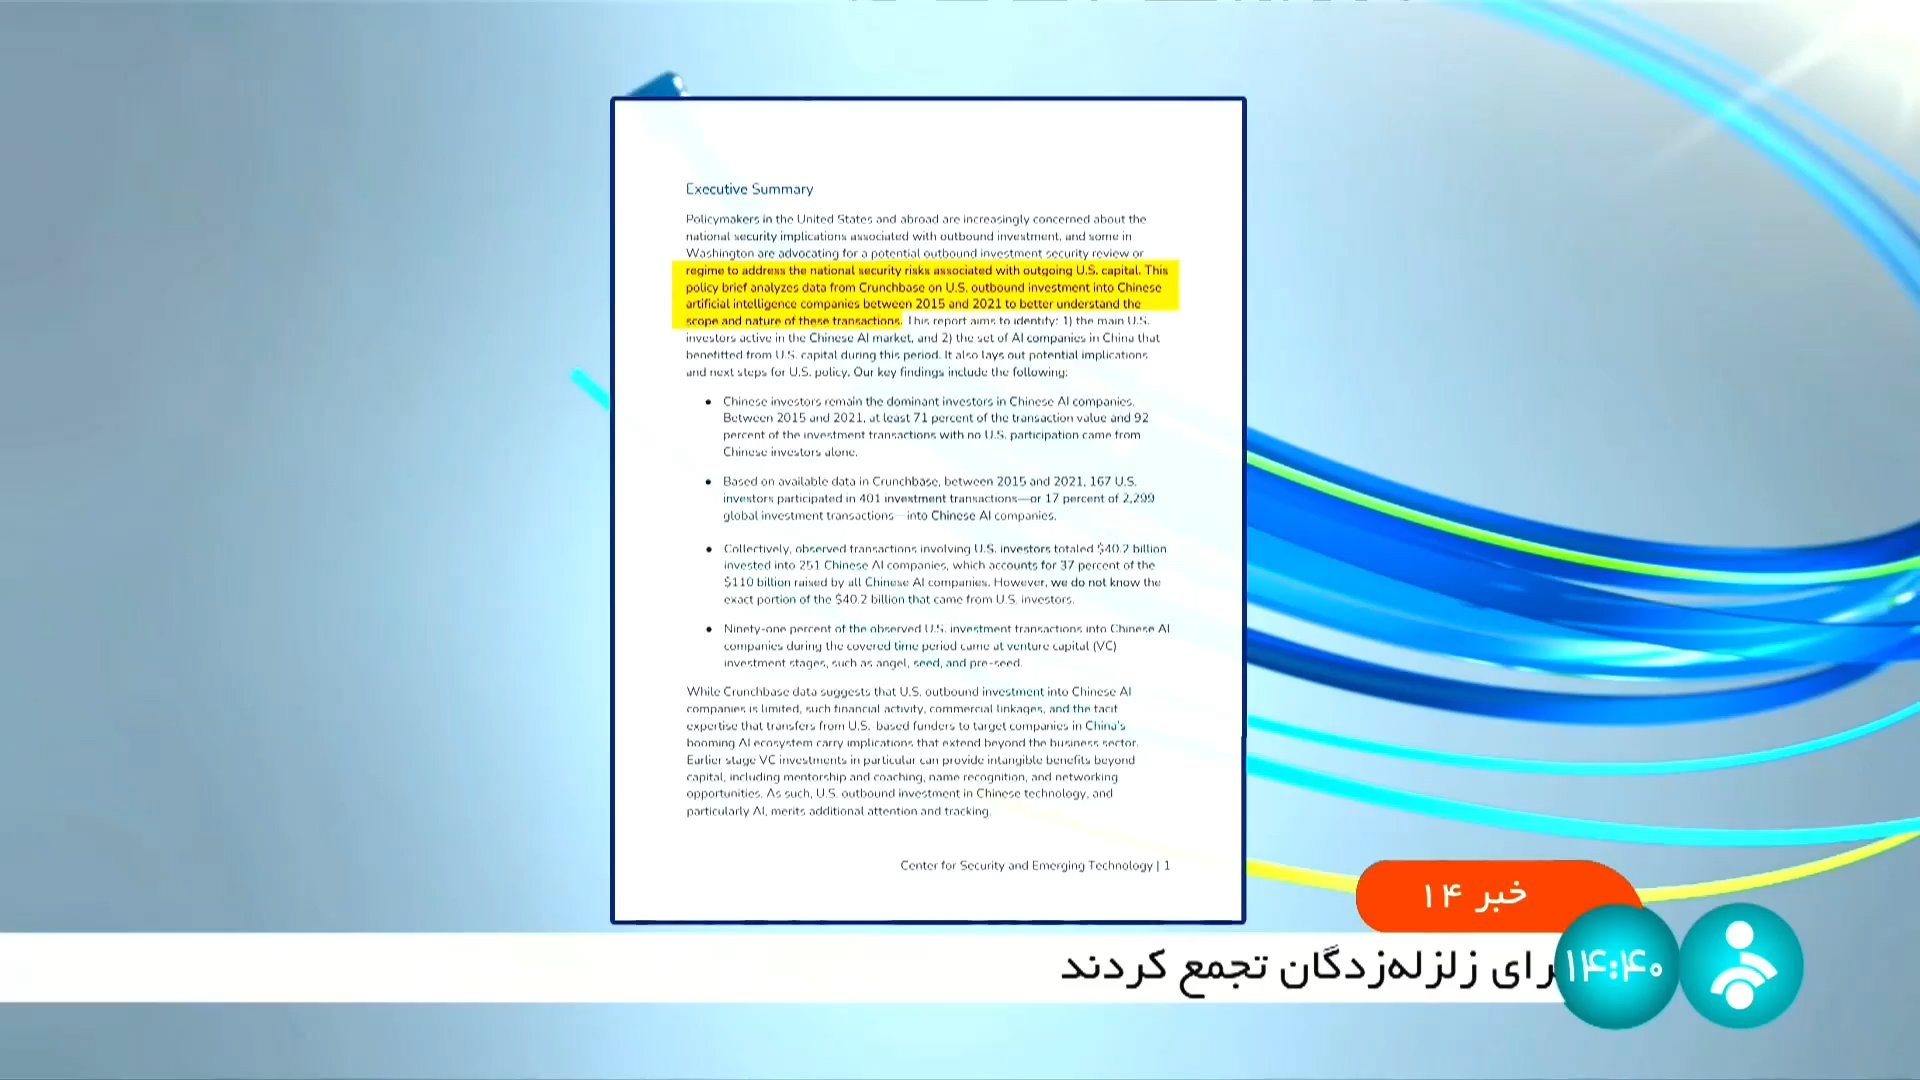 Executive Summary
Policymakers in the United States and abroad are increasingly concerned about the
national security implications associated with outbound investment, and some in
Washington are advocating for a potential outbound investment security review or
regime to address the national security risks associated with outgoing U.S. capital. This
policy brief analyzes data from Crunchbase on U.S. outbound investment into Chinese
artificial intelligence companies between 2015 and 2021 to better understand the
scope and nature of these transactions. This report aims to identify: 1) the main U.S.
investors active in the Chinese AI market, and 2) the set of AI companies in China that
benefitted from U.S. capital during this period. It also lays out potential implications
and next steps for U.S. policy. Our key findings include the following:
• Chinese investors remain the dominant investors in Chinese AI companies.
Between 2015 and 2021, at least 71 percent of the transaction value and 92
percent of the investment transactions with no U.S. participation came from
Chinese investors alone.
• Based on available data in Crunchbase, between 2015 and 2021, 167 U.S.
investors participated in 401 investment transactions—or 17 percent of 2,299
global investment transactions—into Chinese AI companies.
• Collectively, observed transactions involving U.S. investors totaled $40.2 billion
invested into 251 Chinese AI companies, which accounts for 37 percent of the
$110 billion raised by all Chinese AI companies. However, we do not know the
exact portion of the $40.2 billion that came from U.S. investors.
• Ninety-one percent of the observed U.S. investment transactions into Chinese AI
companies during the covered time period came at venture capital (VC)
investment stages, such as angel, seed, and pre-seed.
While Crunchbase data suggests that U.S. outbound investment into Chinese AI
companies is limited, such financial activity, commercial linkages, and the tacit
expertise that transfers from U.S.-based funders to target companies in China's
booming AI ecosystem carry implications that extend beyond the business sector.
Earlier stage VC investments in particular can provide intangible benefits beyond
capital, including mentorship and coaching, name recognition, and networking
opportunities. As such, U.S. outbound investment in Chinese technology, and
particularly AI, merits additional attention and tracking.
Center for Security and Emerging Technology | 1
خبر ۱۴
رای زلزله‌زدگان تجمع کردند
۱۴:۴۰